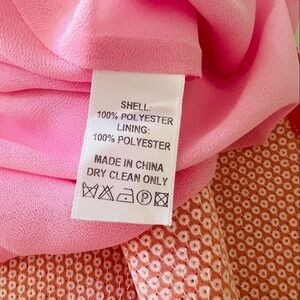 SHELL:
100% POLYESTER
LINING:
100% POLYESTER
MADE IN CHINA
DRY CLEAN ONLY
P